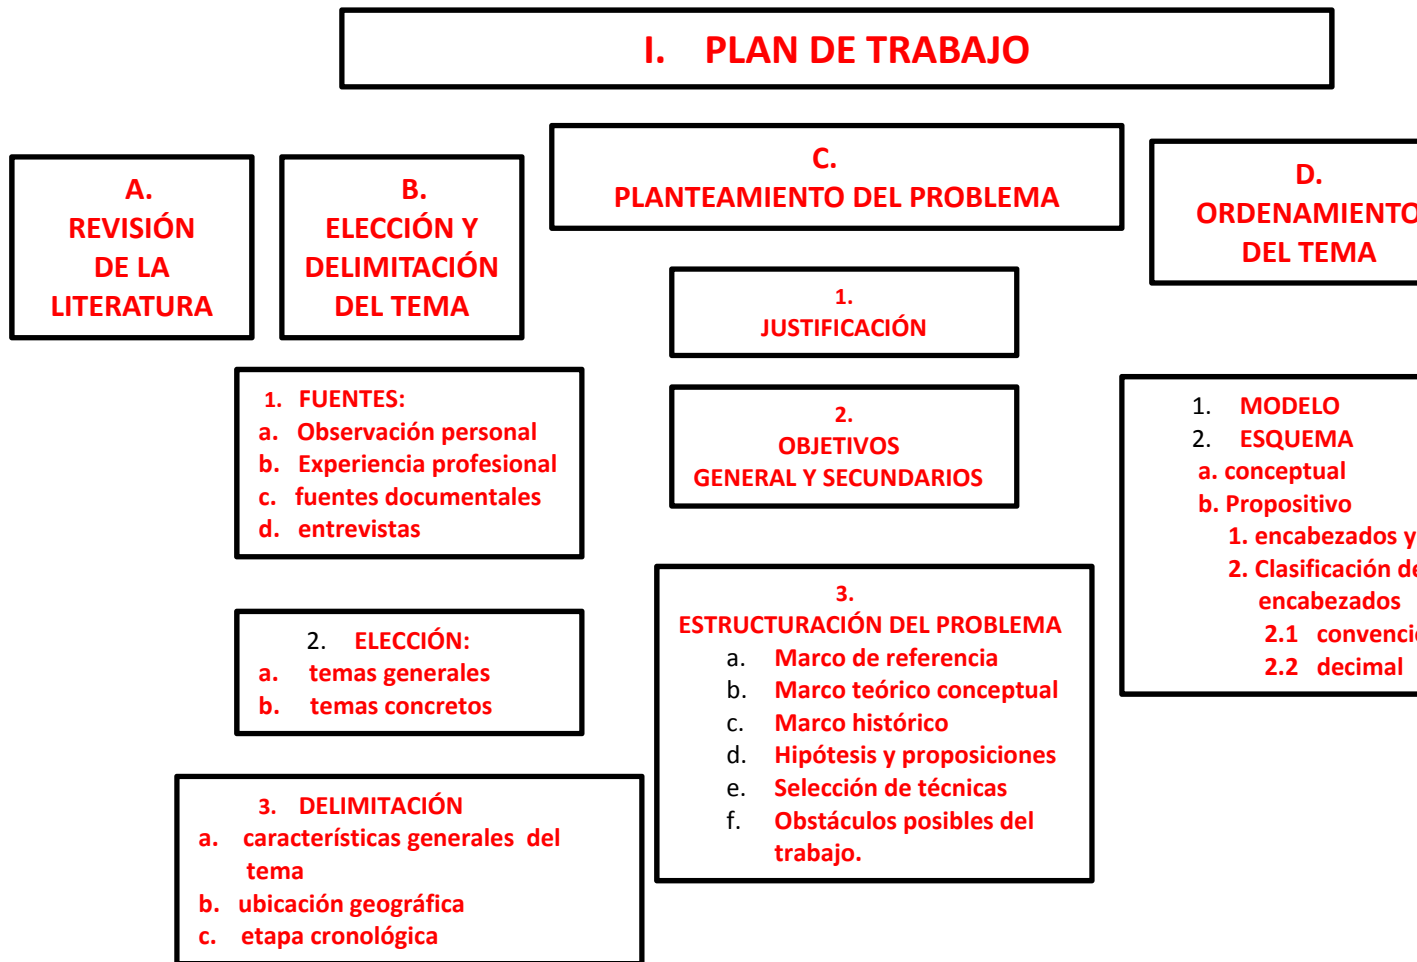 I. PLAN DE TRABAJO
A.
REVISIÓN
DE LA
LITERATURA
B.
ELECCIÓN Y
DELIMITACIÓN
DEL TEMA
1. FUENTES:
a. Observación personal
b. Experiencia profesional
c. fuentes documentales
d. entrevistas
2. ELECCIÓN:
a. temas generales
b. temas concretos
3. DELIMITACIÓN
a. característícas generales del
tema
b. ubicación geográfica
c. etapa cronológica
C.
PLANTEAMIENTO DEL PROBLEMA
1.
JUSTIFICACIÓN
2.
OBJETIVOS
GENERAL Y SECUNDARIOS
3.
ESTRUCTURACIÓN DEL PROBLEMA
a. Marco de referencia
b. Marco teórico conceptual
c. Marco histórico
d. Hipótesis y proposiciones
e. Selección de técnicas
f. Obstáculos posibles del
trabajo.
D.
ORDENAMIENTO
DEL TEMA
1. MODELO
2. ESQUEMA
a. conceptual
b. Propositivo
1. encabezados y
2. Clasificación de
encabezados
2.1
2.2 decimal